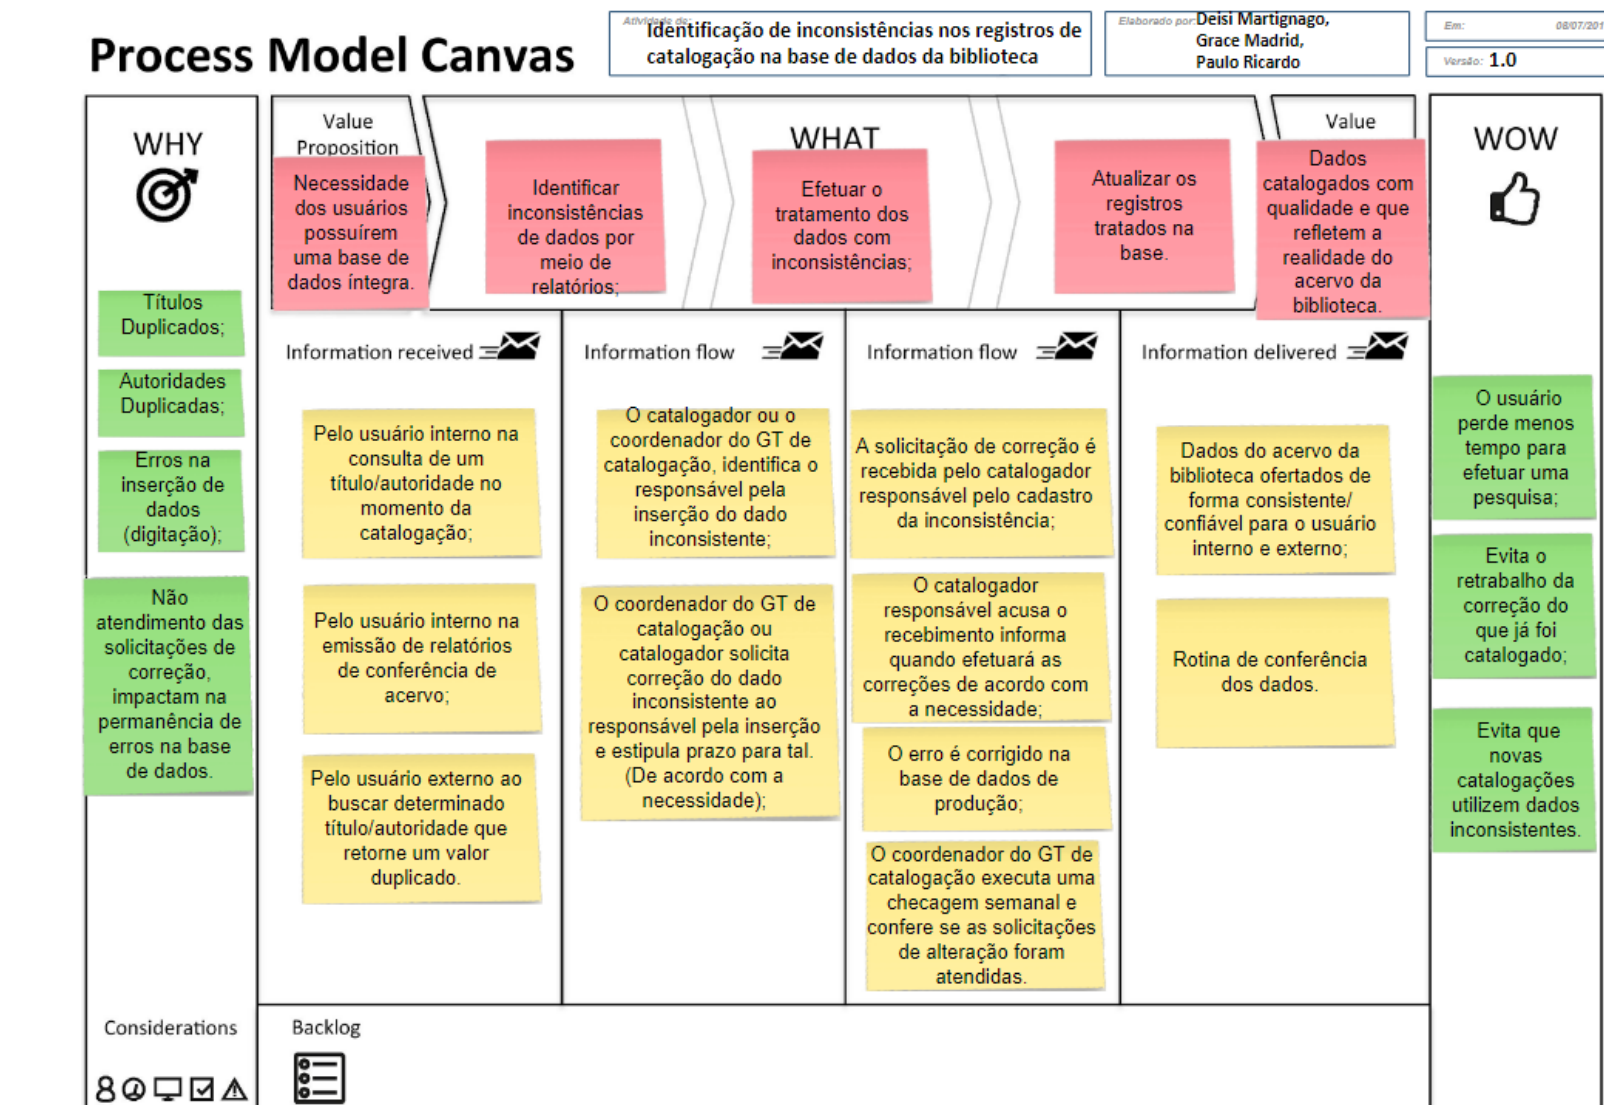 Process Model Canvas
Atividade de:
Identificação de inconsistências nos registros de
catalogação na base de dados da biblioteca
Elaborado por:
Deisi Martignago,
Grace Madrid,
Paulo Ricardo
Em:
08/07/201
Versão: 1.0
WHY
Títulos
Duplicados;
Autoridades
Duplicadas;
Erros na
inserção de
dados
(digitação);
Não
atendimento das
solicitações de
correção,
impactam na
permanência de
erros na base
de dados.
Considerations
Value
Proposition
Necessidade
dos usuários
possuírem
uma base de
dados íntegra.
WHAT
Identificar
inconsistências
de dados por
meio de
relatórios;
Efetuar o
tratamento dos
dados com
inconsistências;
Atualizar os
registros
tratados na
base.
Value
Dados
catalogados com
qualidade e que
refletem a
realidade do
acervo da
biblioteca.
Information received
Pelo usuário interno na
consulta de um
título/autoridade no
momento da
catalogação;
Pelo usuário interno na
emissão de relatórios
de conferência de
acervo;
Pelo usuário externo ao
buscar determinado
título/autoridade que
retorne um valor
duplicado.
Information flow
O catalogador ou o
coordenador do GT de
catalogação, identifica o
responsável pela
inserção do dado
inconsistente;
O coordenador do GT de
catalogação ou
catalogador solicita
correção do dado
inconsistente ao
responsável pela inserção
e estipula prazo para tal.
(De acordo com a
necessidade);
Information flow
A solicitação de correção é
recebida pelo catalogador
responsável pelo cadastro
da inconsistência;
O catalogador
responsável acusa o
recebimento informa
quando efetuará as
correções de acordo com
a necessidade;
O erro é corrigido na
base de dados de
produção;
O coordenador do GT de
catalogação executa uma
checagem semanal e
confere se as solicitações
de alteração foram
atendidas.
Information delivered
Dados do acervo da
biblioteca ofertados de
forma consistente/
confiável para o usuário
interno e externo;
Rotina de conferência
dos dados.
WOW
O usuário
perde menos
tempo para
efetuar uma
pesquisa;
Evita o
retrabalho da
correção do
que já foi
catalogado;
Evita que
novas
catalogações
utilizem dados
inconsistentes.
Backlog